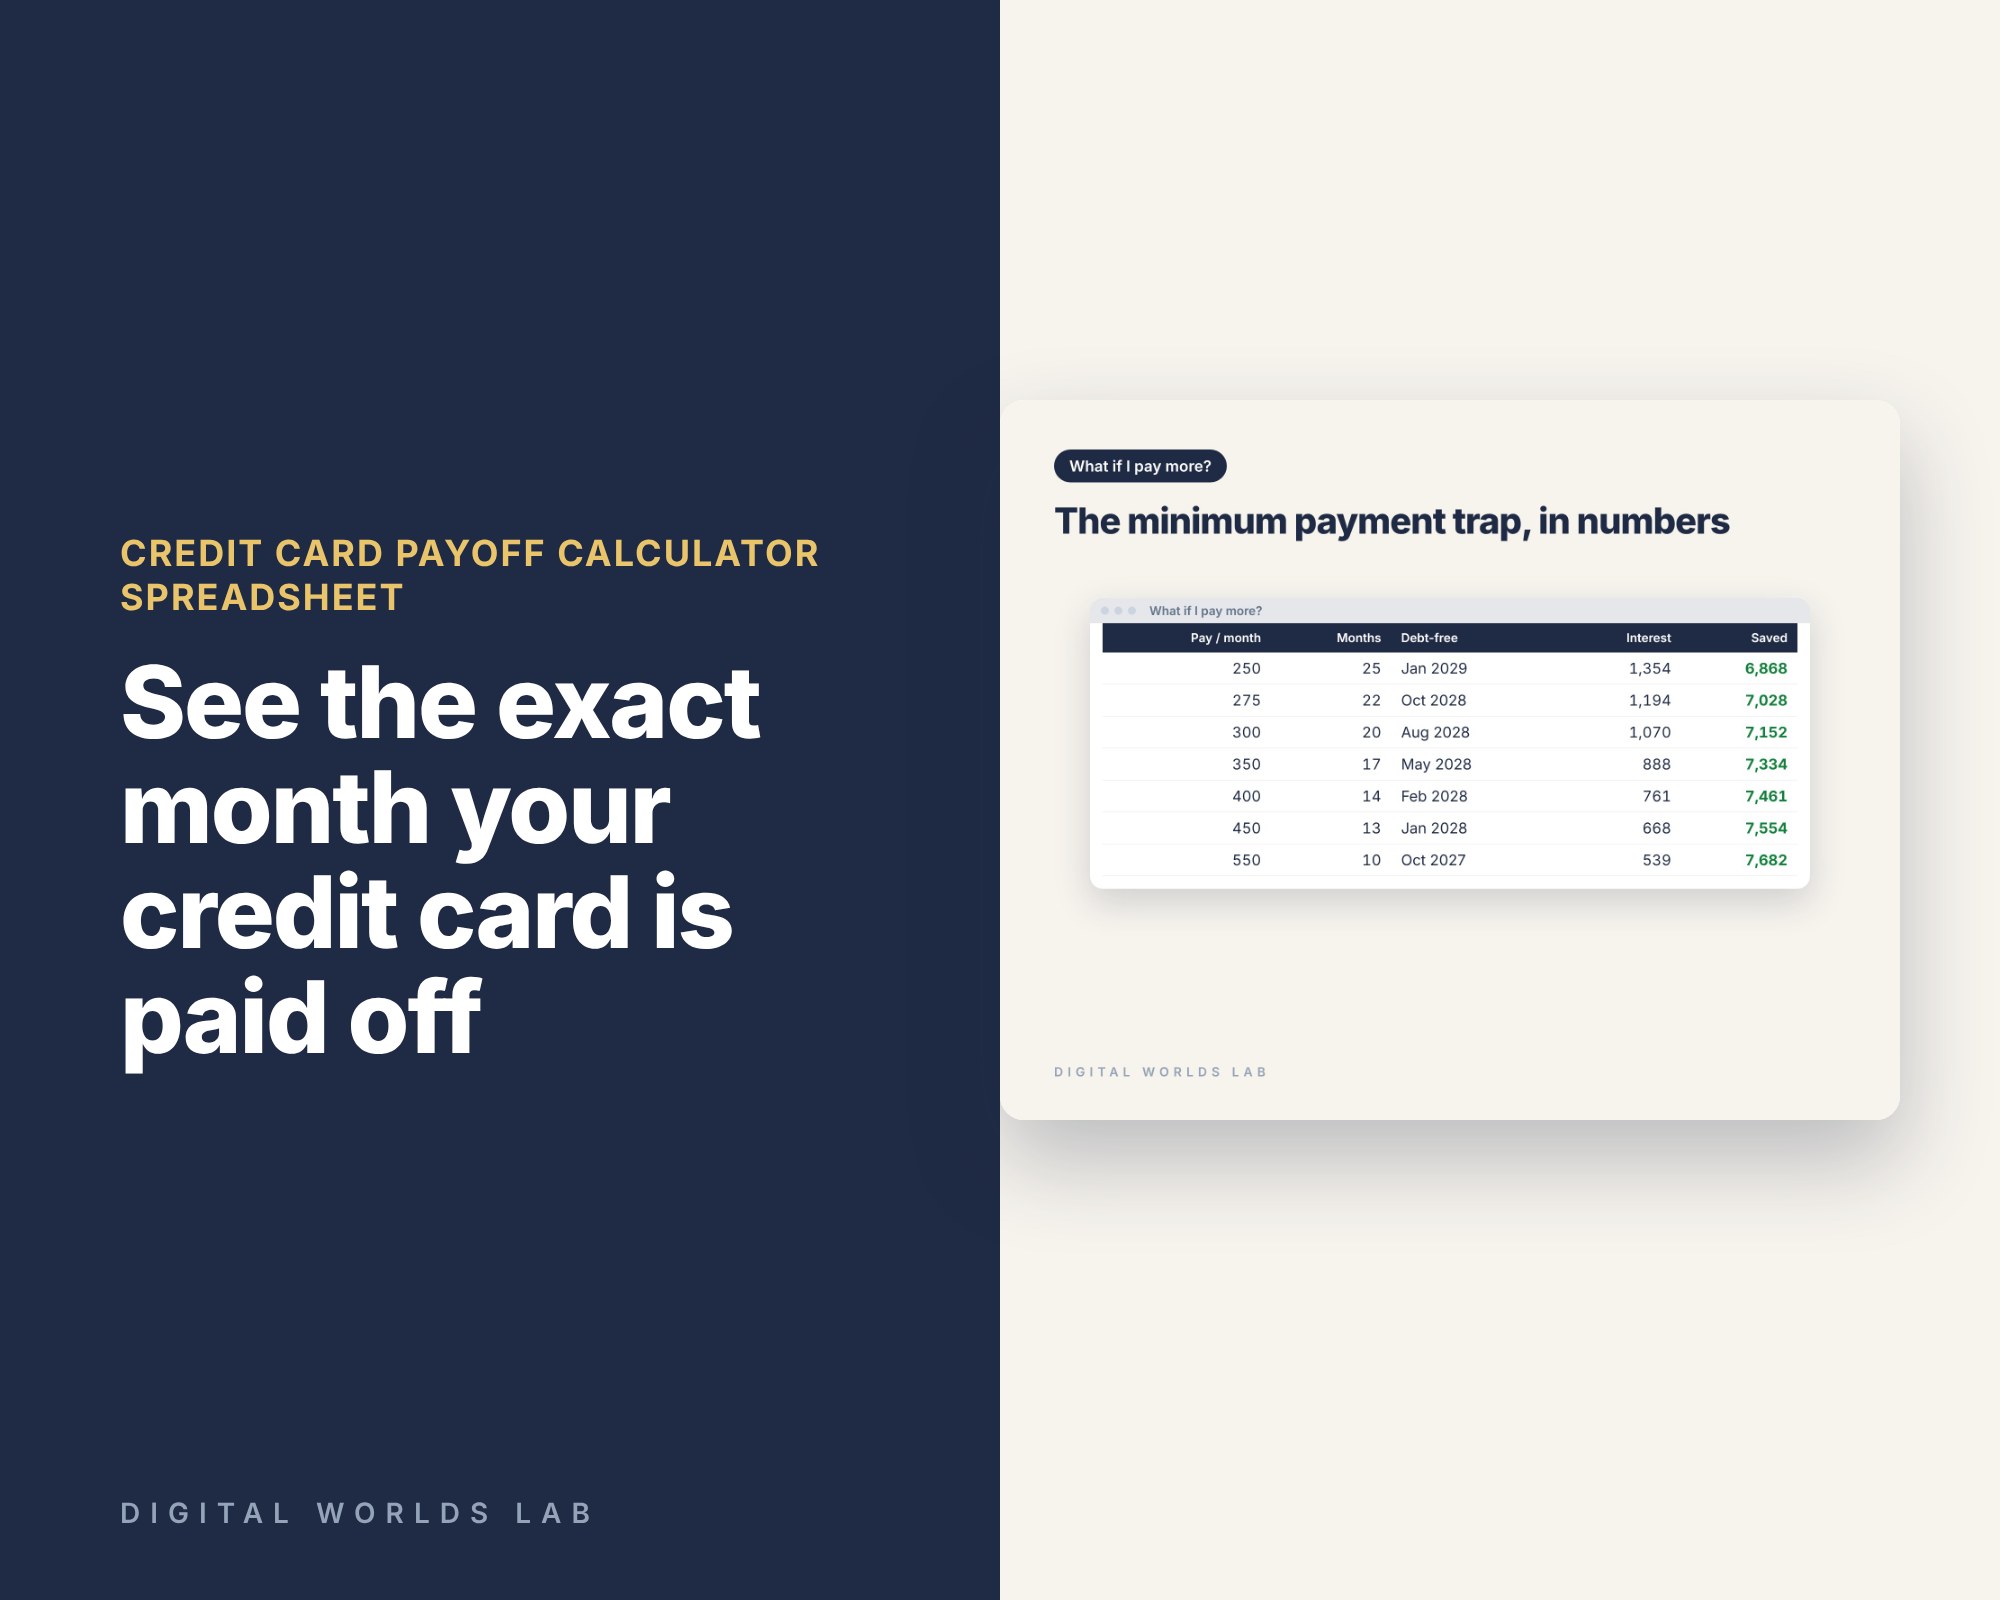 CREDIT CARD PAYOFF CALCULATOR
SPREADSHEET
See the exact
month your
credit card is
paid off
DIGITAL WORLDS LAB
What if I pay more?
The minimum payment trap, in numbers
What if I pay more?
Pay / month Months Debt-free Interest Saved
250 25 Jan 2029 1,354 6,868
275 22 Oct 2028 1,194 7,028
300 20 Aug 2028 1,070 7,152
350 17 May 2028 888 7,334
400 14 Feb 2028 761 7,461
450 13 Jan 2028 668 7,554
550 10 Oct 2027 539 7,682
DIGITAL WORLDS LAB